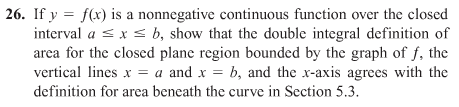 26. If y = f(x) is a nonnegative continuous function over the closed
interval a ≤ x ≤ b, show that the double integral definition of
area for the closed plane region bounded by the graph of f, the
vertical lines x = a and x = b, and the x-axis agrees with the
definition for area beneath the curve in Section 5.3.